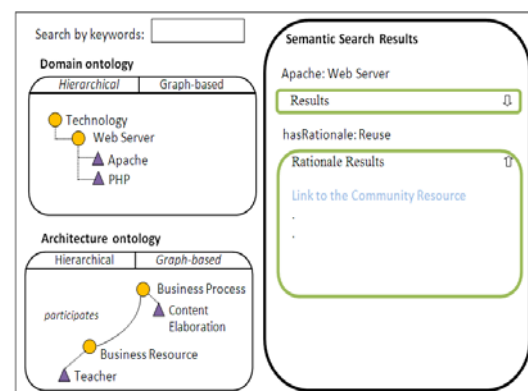 Search by keywords:
Domain ontology
Hierarchical Graph-based
Technology
Web Server
Apache
PHP
Architecture ontology
Hierarchical Graph-based
Business Process
Content
Elaboration
participates
Business Resource
Teacher
Semantic Search Results
Apache: Web Server
Results
hasRationale: Reuse
Rationale Results
Link to the Community Resource
.
.